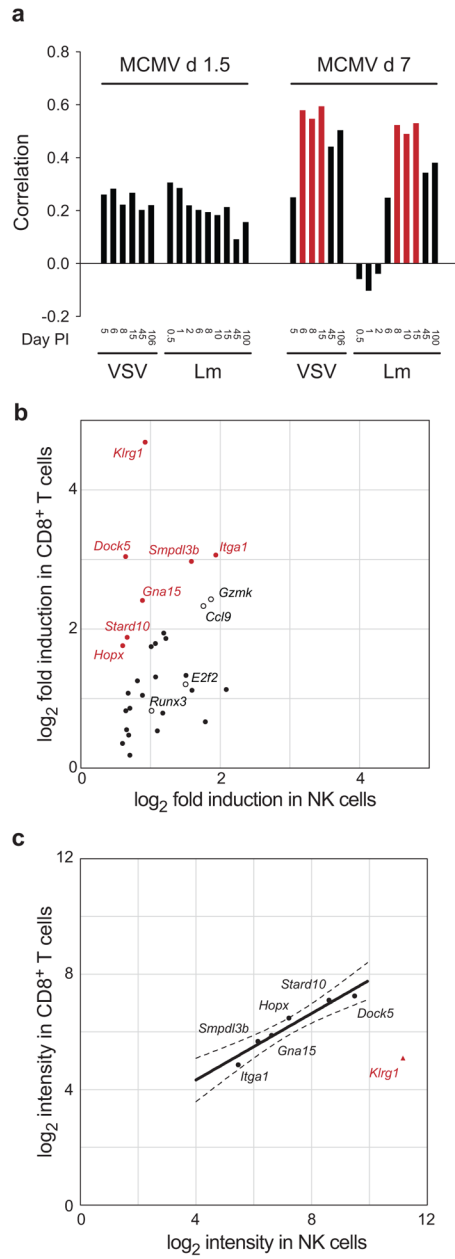 a
MCMV d 1.5 MCMV d 7
0.8
0.6
0.4
0.2
0.0
-0.2
Correlation
Day PI 5 6 8 15 45 106 0.5 1 2 6 8 10 15 45 100 5 6 8 15 45 106 0.5 1 2 6 8 10 15 45 100
VSV Lm VSV Lm
b
log2 fold induction in CD8+ T cells
4
2
0
Klrg1
Dock5 Smpdl3b Itga1
Gna15 Gzmk
Ccl9
Stard10
Hopx
E2f2
Runx3
0 2 4
log2 fold induction in NK cells
c
log2 intensity in CD8+ T cells
12
8
4
0
Stard10
Hopx
Dock5
Smpdl3b
Gna15
Itga1
Klrg1
0 4 8 12
log2 intensity in NK cells